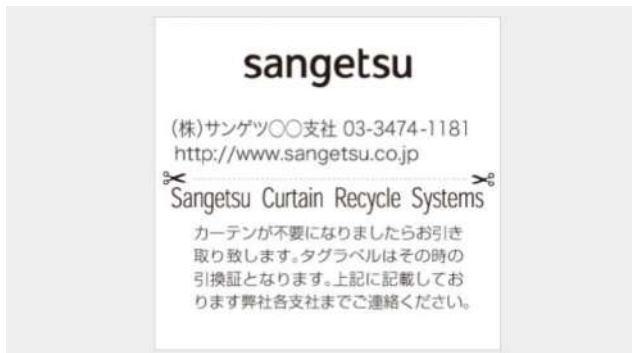 sangetsu
(株)サンゲツ○○支社 03-3474-1181
http://www.sangetsu.co.jp
Sangetsu Curtain Recycle Systems
カーテンが不要になりましたらお引き
取り致します。タグラベルはその時の
引換証となります。上記に記載してお
ります弊社各支社までご連絡ください。